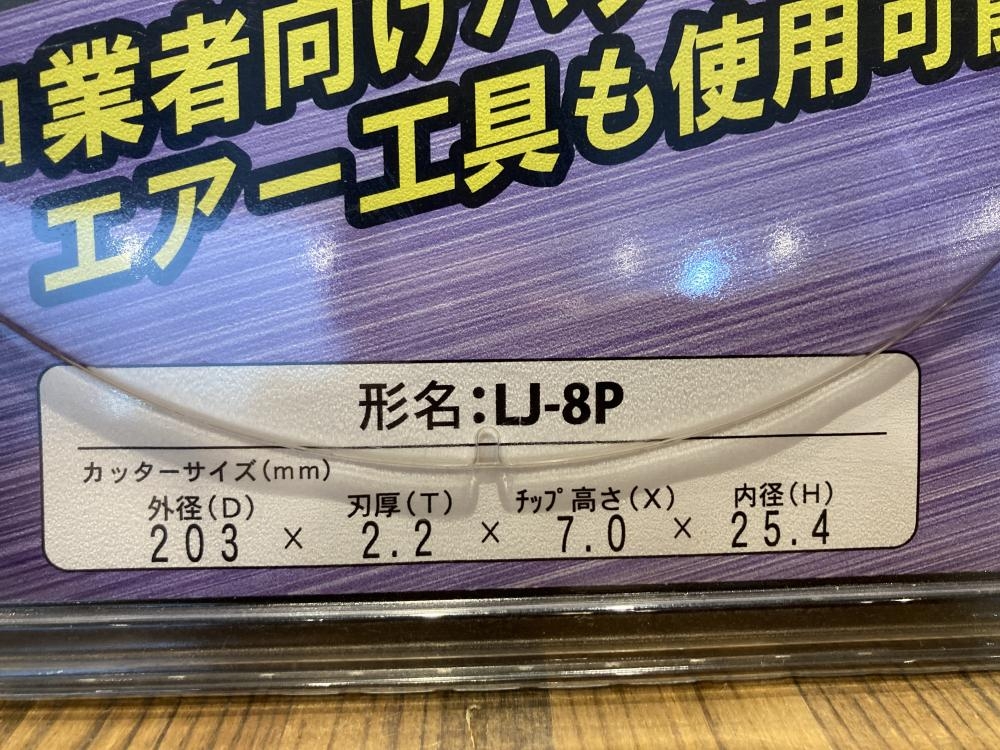 業者向けハ
エアー工具も使用可能
形名:LJ-8P
カッターサイズ(mm)
外径(D) 刃厚(T) チップ高さ(X) 内径(H)
203 × 2.2 × 7.0 × 25.4